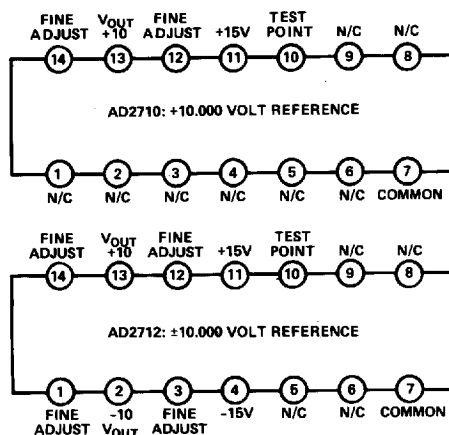 FINE ADJUST VOUT +10 FINE ADJUST +15V TEST POINT N/C N/C
14 13 12 11 10 9 8
AD2710: +10.000 VOLT REFERENCE
1 2 3 4 5 6 7
N/C N/C N/C N/C N/C N/C COMMON
FINE ADJUST VOUT +10 FINE ADJUST +15V TEST POINT N/C N/C
14 13 12 11 10 9 8
AD2712: ±10.000 VOLT REFERENCE
1 2 3 4 5 6 7
FINE ADJUST -10 VOUT FINE ADJUST -15V N/C N/C COMMON